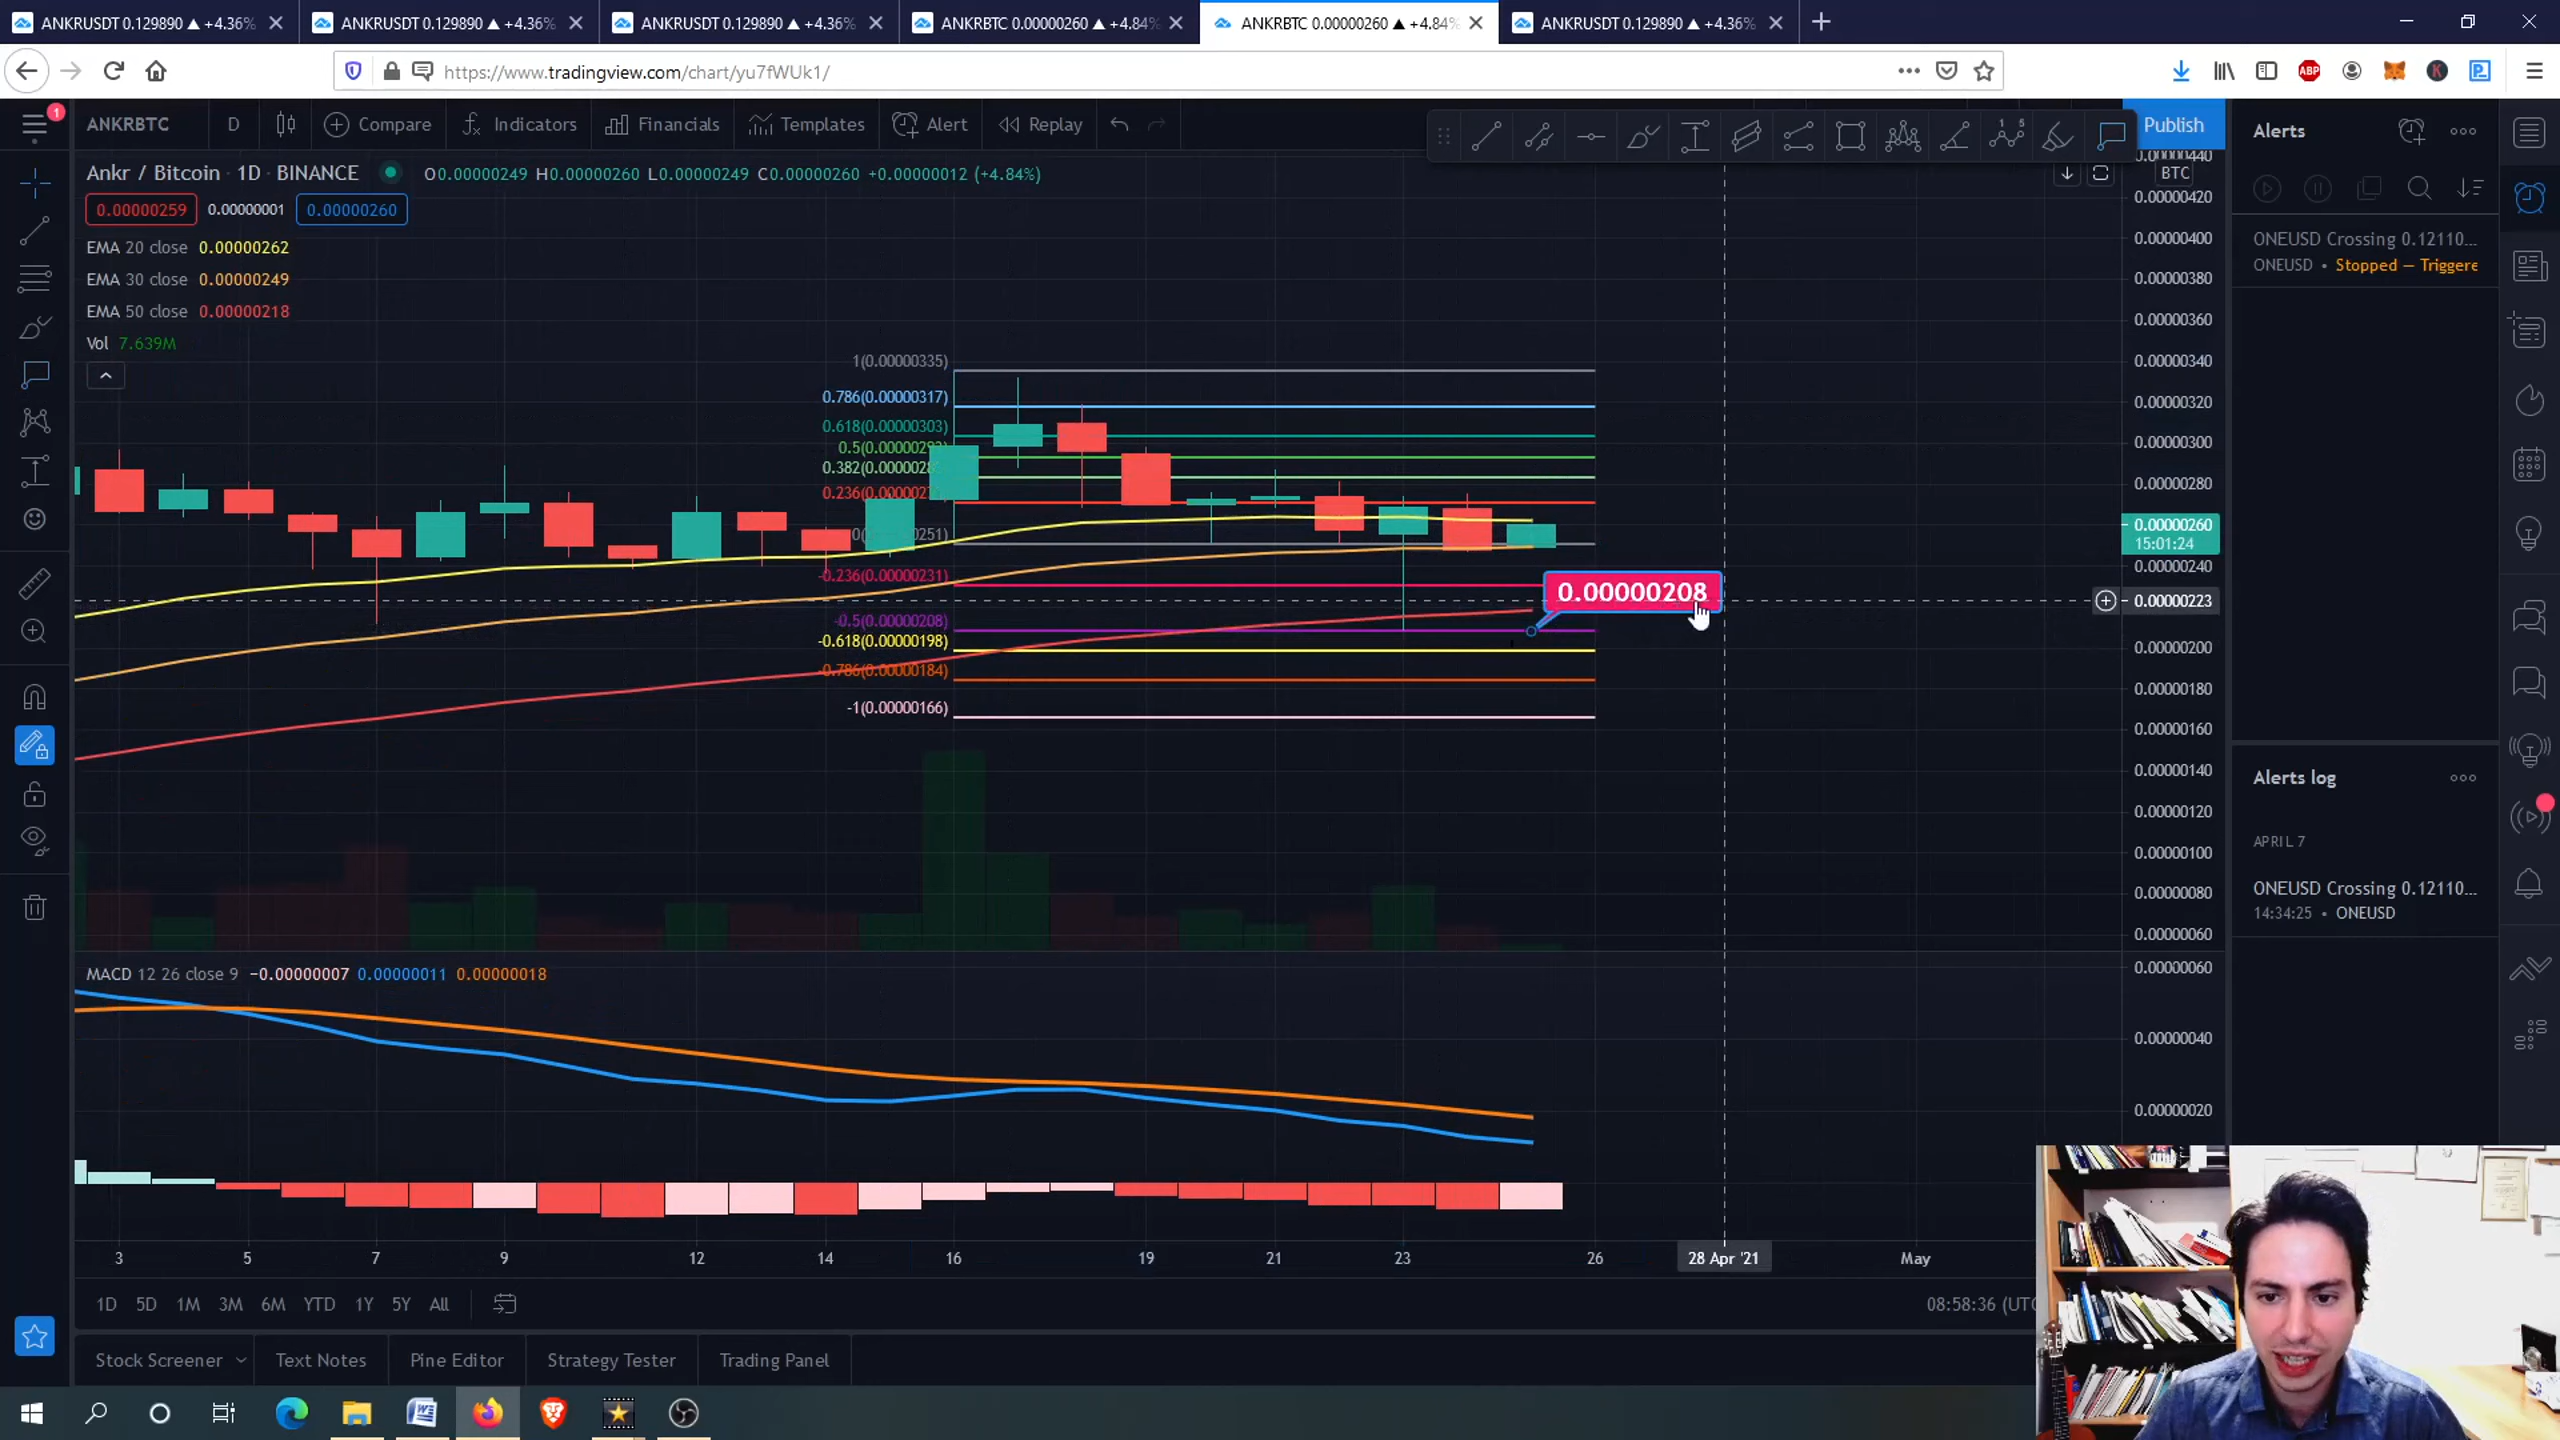 ANKRUSDT 0.129890 ▲ +4.36% ANKRUSDT 0.129890 ▲ +4.36% ANKRUSDT 0.129890 ▲ +4.36% ANKRBTC 0.00000260 ▲ +4.84% ANKRBTC 0.00000260 ▲ +4.84% ANKRUSDT 0.129890 ▲ +4.36%
https://www.tradingview.com/chart/yu7fWUk1/
ABP
1
ANKRBTC D Compare Indicators Financials Templates Alert Replay Publish Alerts
Ankr / Bitcoin · 1D · BINANCE O0.00000249 H0.00000260 L0.00000249 C0.00000260 +0.00000012 (+4.84%)
0.00000259 0.00000001 0.00000260
EMA 20 close 0.00000262
EMA 30 close 0.00000249
EMA 50 close 0.00000218
Vol 7.639M
1(0.00000335)
0.786(0.00000317)
0.618(0.00000303)
-0.236(0.00000231)
-0.5(0.00000208)
-0.618(0.00000198)
-0.786(0.00000184)
-1(0.00000166)
0.00000208
0.00000440
BTC
0.00000420
0.00000400
0.00000380
0.00000360
0.00000340
0.00000320
0.00000300
0.00000280
0.00000260
15:01:24
0.00000240
0.00000223
0.00000200
0.00000180
0.00000160
0.00000140
0.00000120
0.00000100
0.00000080
0.00000060
0.00000060
0.00000040
0.00000020
ONEUSD Crossing 0.12110...
ONEUSD • Stopped — Triggere
Alerts log
APRIL 7
ONEUSD Crossing 0.12110...
14:34:25 • ONEUSD
MACD 12 26 close 9 −0.00000007 0.00000011 0.00000018
3 5 7 9 12 14 16 19 21 23 26 28 Apr '21 May
1D 5D 1M 3M 6M YTD 1Y 5Y All
08:58:36 (UTC
Stock Screener Text Notes Pine Editor Strategy Tester Trading Panel